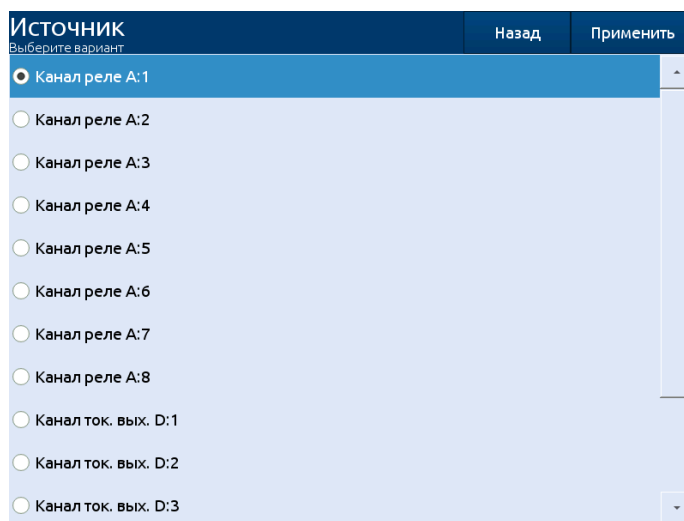 Источник
Выберите вариант
Назад
Применить
Канал реле A:1
Канал реле A:2
Канал реле A:3
Канал реле A:4
Канал реле A:5
Канал реле A:6
Канал реле A:7
Канал реле A:8
Канал ток. вых. D:1
Канал ток. вых. D:2
Канал ток. вых. D:3